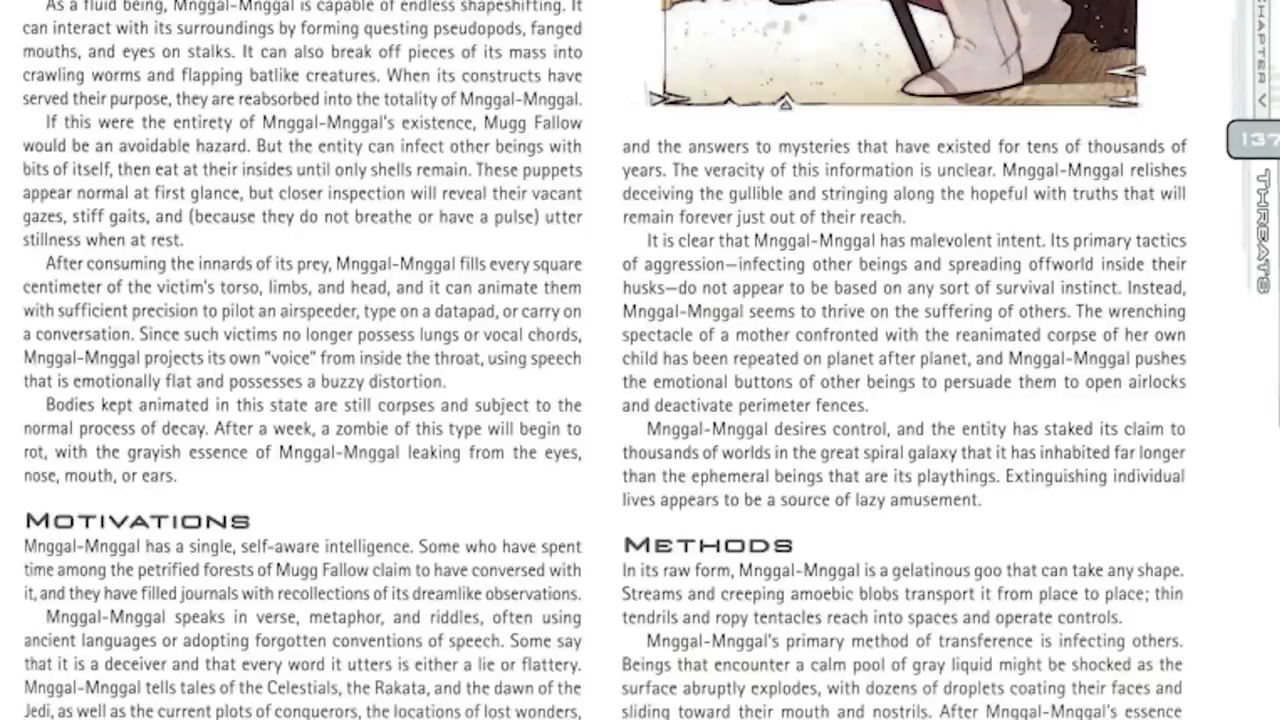 As a fluid being, Mnggal-Mnggal is capable of endless shapeshifting. It
can interact with its surroundings by forming questing pseudopods, fanged
mouths, and eyes on stalks. It can also break off pieces of its mass into
crawling worms and flapping batlike creatures. When its constructs have
served their purpose, they are reabsorbed into the totality of Mnggal-Mnggal.
If this were the entirety of Mnggal-Mnggal's existence, Mugg Fallow
would be an avoidable hazard. But the entity can infect other beings with
bits of itself, then eat at their insides until only shells remain. These puppets
appear normal at first glance, but closer inspection will reveal their vacant
gazes, stiff gaits, and (because they do not breathe or have a pulse) utter
stillness when at rest.
After consuming the innards of its prey, Mnggal-Mnggal fills every square
centimeter of the victim's torso, limbs, and head, and it can animate them
with sufficient precision to pilot an airspeeder, type on a datapad, or carry on
a conversation. Since such victims no longer possess lungs or vocal chords,
Mnggal-Mnggal projects its own "voice" from inside the throat, using speech
that is emotionally flat and possesses a buzzy distortion.
Bodies kept animated in this state are still corpses and subject to the
normal process of decay. After a week, a zombie of this type will begin to
rot, with the grayish essence of Mnggal-Mnggal leaking from the eyes,
nose, mouth, or ears.
MOTIVATIONS
Mnggal-Mnggal has a single, self-aware intelligence. Some who have spent
time among the petrified forests of Mugg Fallow claim to have conversed with
it, and they have filled journals with recollections of its dreamlike observations.
Mnggal-Mnggal speaks in verse, metaphor, and riddles, often using
ancient languages or adopting forgotten conventions of speech. Some say
that it is a deceiver and that every word it utters is either a lie or flattery.
Mnggal-Mnggal tells tales of the Celestials, the Rakata, and the dawn of the
Jedi, as well as the current plots of conquerors, the locations of lost wonders,
and the answers to mysteries that have existed for tens of thousands of
years. The veracity of this information is unclear. Mnggal-Mnggal relishes
deceiving the gullible and stringing along the hopeful with truths that will
remain forever just out of their reach.
It is clear that Mnggal-Mnggal has malevolent intent. Its primary tactics
of aggression—infecting other beings and spreading offworld inside their
husks—do not appear to be based on any sort of survival instinct. Instead,
Mnggal-Mnggal seems to thrive on the suffering of others. The wrenching
spectacle of a mother confronted with the reanimated corpse of her own
child has been repeated on planet after planet, and Mnggal-Mnggal pushes
the emotional buttons of other beings to persuade them to open airlocks
and deactivate perimeter fences.
Mnggal-Mnggal desires control, and the entity has staked its claim to
thousands of worlds in the great spiral galaxy that it has inhabited far longer
than the ephemeral beings that are its playthings. Extinguishing individual
lives appears to be a source of lazy amusement.
METHODS
In its raw form, Mnggal-Mnggal is a gelatinous goo that can take any shape.
Streams and creeping amoebic blobs transport it from place to place; thin
tendrils and ropy tentacles reach into spaces and operate controls.
Mnggal-Mnggal's primary method of transference is infecting others.
Beings that encounter a calm pool of gray liquid might be shocked as the
surface abruptly explodes, with dozens of droplets coating their faces and
sliding toward their mouth and nostrils. After Mnggal-Mnggal's essence
CHAPTER V
137
THREATS